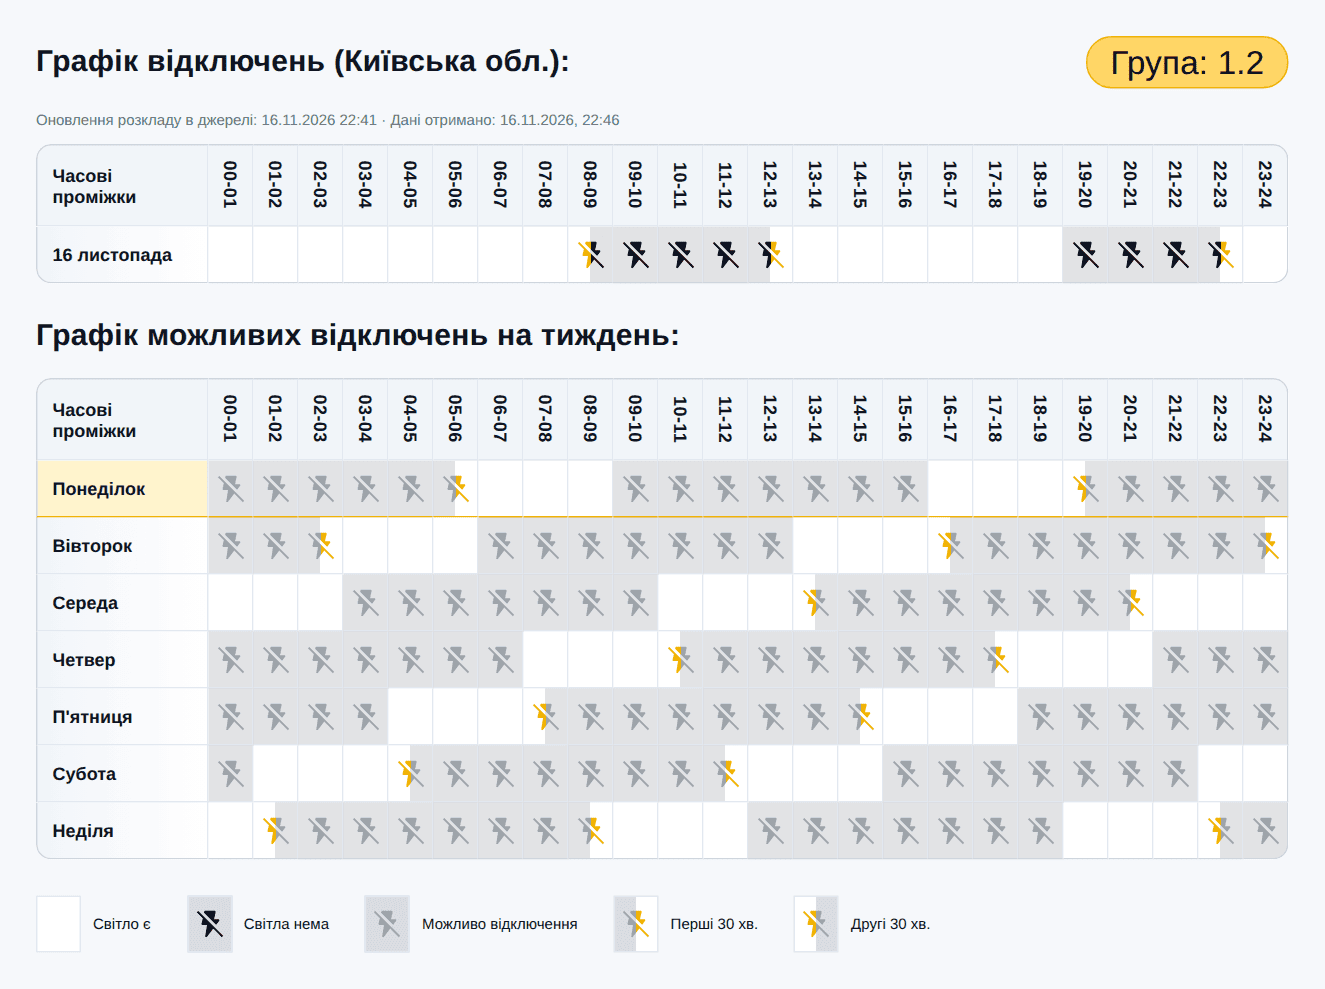 Графік відключень (Київська обл.):
Група: 1.2
Оновлення розкладу в джерелі: 16.11.2026 22:41 · Дані отримано: 16.11.2026, 22:46
Часові проміжки 00-01 01-02 02-03 03-04 04-05 05-06 06-07 07-08 08-09 09-10 10-11 11-12 12-13 13-14 14-15 15-16 16-17 17-18 18-19 19-20 20-21 21-22 22-23 23-24
16 листопада
Графік можливих відключень на тиждень:
Часові проміжки 00-01 01-02 02-03 03-04 04-05 05-06 06-07 07-08 08-09 09-10 10-11 11-12 12-13 13-14 14-15 15-16 16-17 17-18 18-19 19-20 20-21 21-22 22-23 23-24
Понеділок
Вівторок
Середа
Четвер
П'ятниця
Субота
Неділя
Світло є Світла нема Можливо відключення Перші 30 хв. Другі 30 хв.